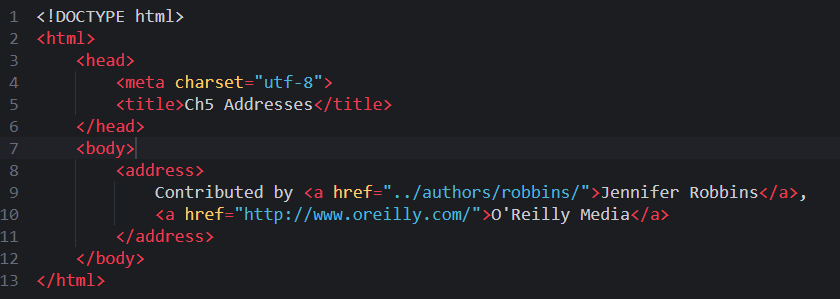 1 <!DOCTYPE html>
2 <html>
3     <head>
4         <meta charset="utf-8">
5         <title>Ch5 Addresses</title>
6     </head>
7     <body>
8         <address>
9             Contributed by <a href="../authors/robbins/">Jennifer Robbins</a>,
10             <a href="http://www.oreilly.com/">O'Reilly Media</a>
11         </address>
12     </body>
13 </html>